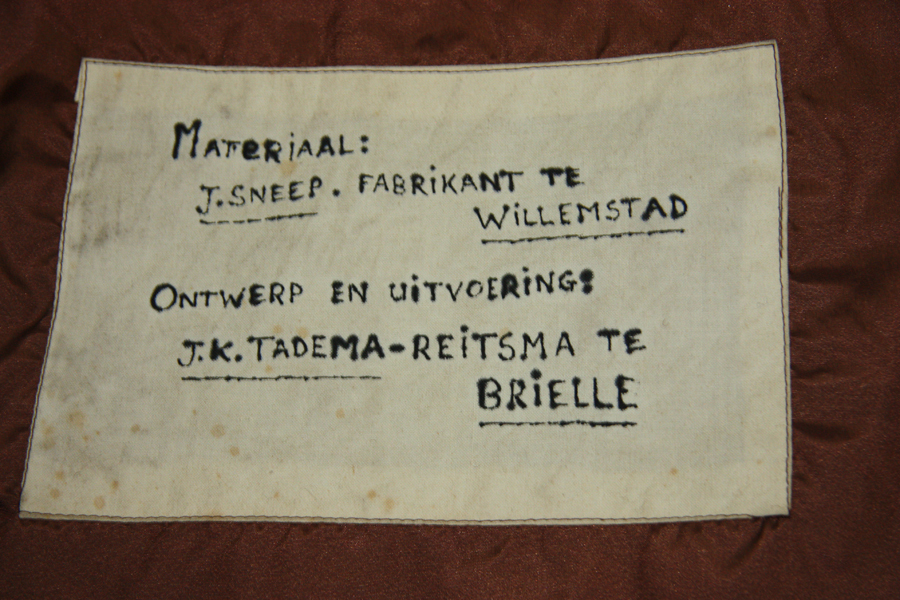 MATERIAAL:
J. SNEEP. FABRIKANT TE
WILLEMSTAD
ONTWERP EN UITVOERING:
J.K. TADEMA-REITSMA TE
BRIELLE